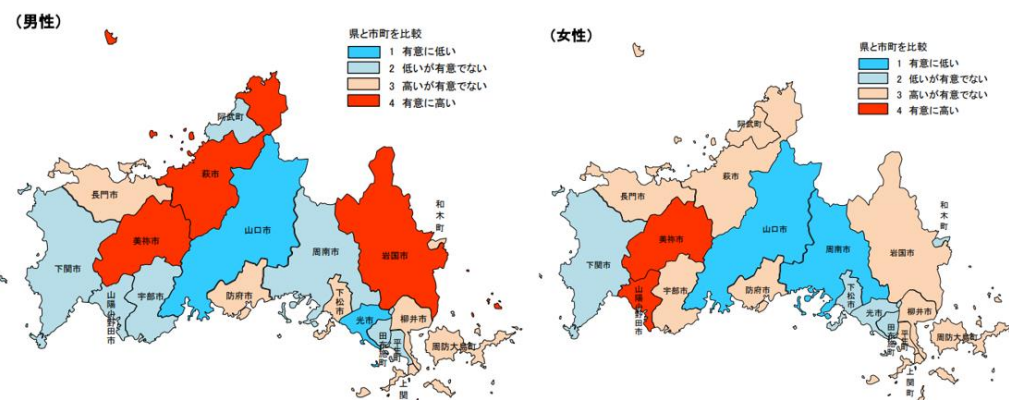 (男性)
県と市町を比較
1 有意に低い
2 低いが有意でない
3 高いが有意でない
4 有意に高い
阿武町
萩市
長門市
美祢市
山口市
下関市
宇部市
山陽小野田市
防府市
周南市
下松市
光市
岩国市
和木町
柳井市
田布施町
平生町
周防大島町
上関
(女性)
県と市町を比較
1 有意に低い
2 低いが有意でない
3 高いが有意でない
4 有意に高い
阿武町
萩市
長門市
美祢市
山口市
下関市
宇部市
山陽小野田市
防府市
周南市
下松市
光市
岩国市
和木町
柳井市
田布施町
平生町
周防大島町
上関町